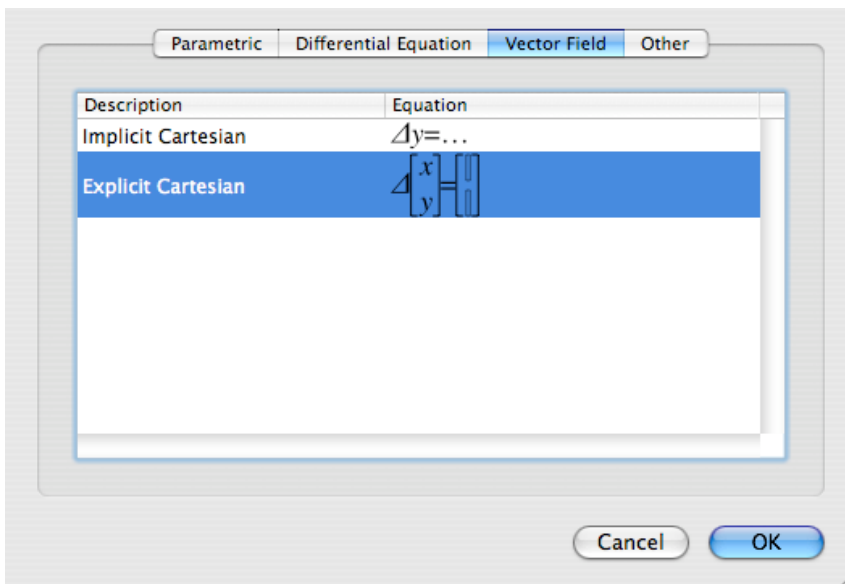 Parametric Differential Equation Vector Field Other
Description Equation
Implicit Cartesian Δy=...
Explicit Cartesian Δ[x y]=[▯ ▯]
Cancel OK